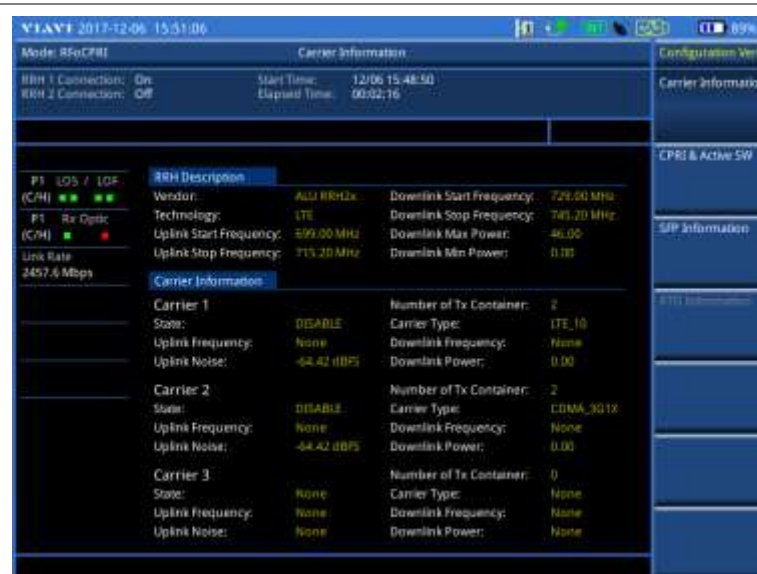 VIAVI 2017-12-06 15:51:06
INT
89%
Mode: RFoCPRI
Carrier Information
Configuration Ver
RRH 1 Connection: On
Start Time: 12/06 15:48:50
RRH 2 Connection: Off
Elapsed Time: 00:02:16
Carrier Informatio
CPRI & Active SW
SFP Information
RTU Information
P1 LOS / LOF
(C/H)
P1 Rx Optic
(C/H)
Link Rate
2457.6 Mbps
RRH Description
Vendor: ALU RRH2x Downlink Start Frequency: 729.00 MHz
Technology: LTE Downlink Stop Frequency: 745.20 MHz
Uplink Start Frequency: 699.00 MHz Downlink Max Power: 46.00
Uplink Stop Frequency: 715.20 MHz Downlink Min Power: 0.00
Carrier Information
Carrier 1 Number of Tx Container: 2
State: DISABLE Carrier Type: LTE_10
Uplink Frequency: None Downlink Frequency: None
Uplink Noise: -64.42 dBFS Downlink Power: 0.00
Carrier 2 Number of Tx Container: 2
State: DISABLE Carrier Type: CDMA_3G1X
Uplink Frequency: None Downlink Frequency: None
Uplink Noise: -64.42 dBFS Downlink Power: 0.00
Carrier 3 Number of Tx Container: 0
State: None Carrier Type: None
Uplink Frequency: None Downlink Frequency: None
Uplink Noise: None Downlink Power: None